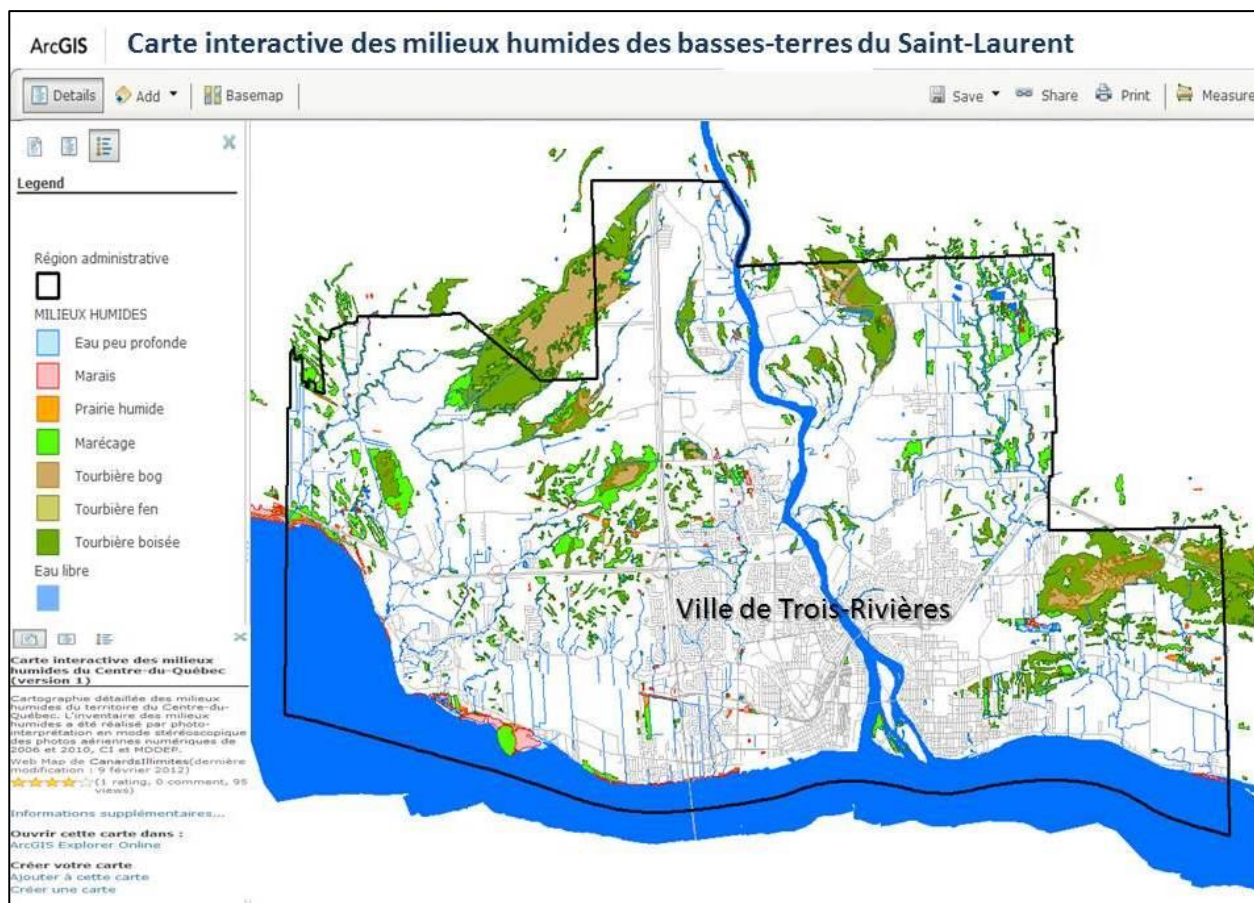 ArcGIS Carte interactive des milieux humides des basses-terres du Saint-Laurent
Details Add Basemap Save Share Print Measure
Legend
Région administrative
MILIEUX HUMIDES
Eau peu profonde
Marais
Prairie humide
Marécage
Tourbière bog
Tourbière fen
Tourbière boisée
Eau libre
Ville de Trois-Rivières
Carte interactive des milieux
humides du Centre-du-Québec
(version 1)
Cartographie détaillée des milieux
humides du territoire du Centre-du-
Québec. L'inventaire des milieux
humides a été réalisé par photo-
interprétation en mode stéréoscopique
des photos aériennes numériques de
2006 et 2010, CI et MDDEP.
Web Map de CanardsIllimites(dernière
modification : 9 février 2012)
(1 rating, 0 comment, 95
views)
Informations supplémentaires...
Ouvrir cette carte dans :
ArcGIS Explorer Online
Créer votre carte
Ajouter à cette carte
Créer une carte